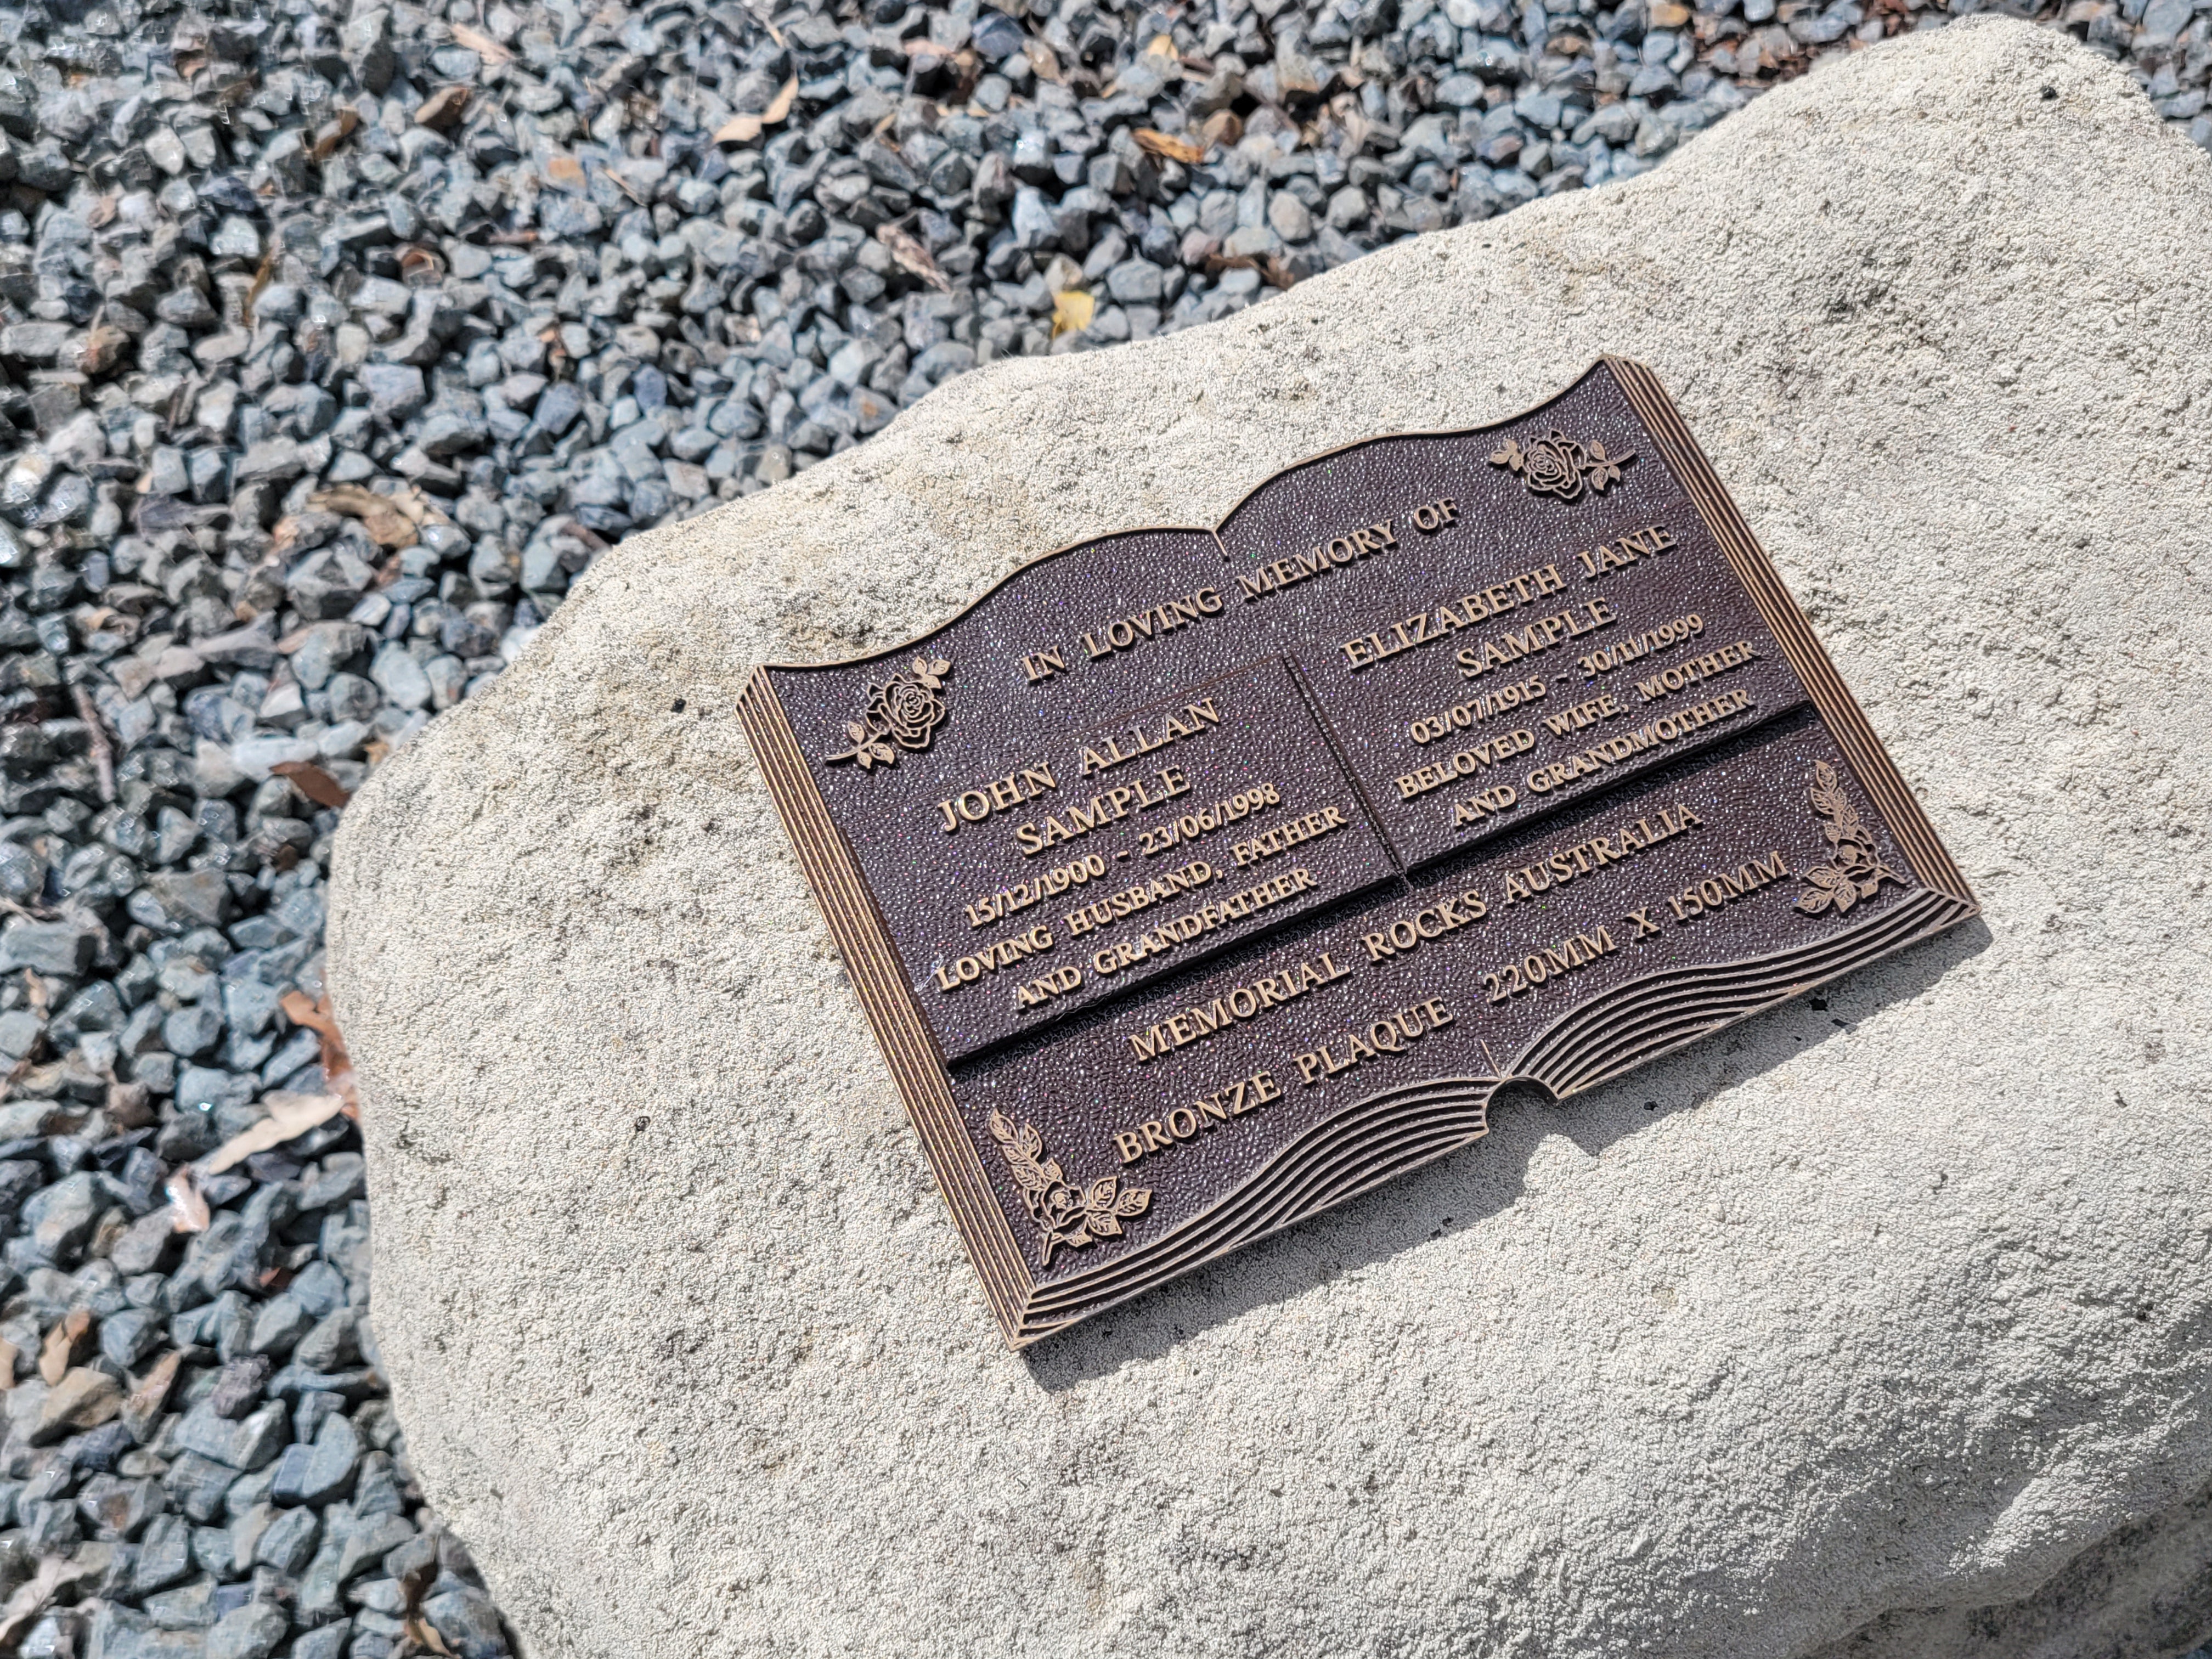 IN LOVING MEMORY OF
JOHN ALLAN
SAMPLE
15/12/1900 - 23/06/1998
LOVING HUSBAND, FATHER
AND GRANDFATHER
ELIZABETH JANE
SAMPLE
03/07/1915 - 30/11/1999
BELOVED WIFE, MOTHER
AND GRANDMOTHER
MEMORIAL ROCKS AUSTRALIA
BRONZE PLAQUE 220MM X 150MM